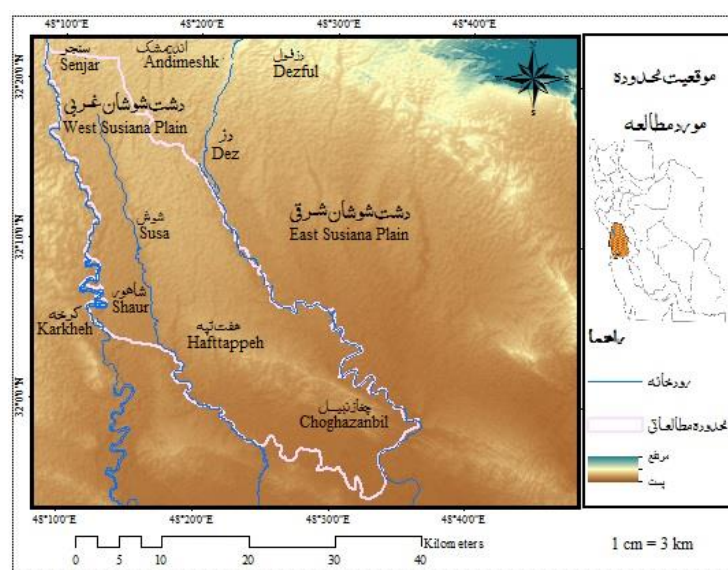 48°10'0"E 48°20'0"E 48°30'0"E 48°40'0"E
سنجر
Senjar
اندیمشک
Andimeshk
دزفول
Dezful
دشت شوشان غربی
West Susiana Plain
دز
Dez
شوش
Susa
دشت شوشان شرقی
East Susiana Plain
شاهور
Shaur
کرخه
Karkheh
هفت تپه
Hafttappeh
چغازنبیل
Choghazanbil
32°20'0"N
32°10'0"N
32°0'0"N
48°10'0"E 48°20'0"E 48°30'0"E 48°40'0"E
Kilometers
0 5 10 20 30 40
موقعیت محدوده
مورد مطالعه
راهنما
رودخانه
محدوده مطالعاتی
مرتفع
پست
1 cm = 3 km